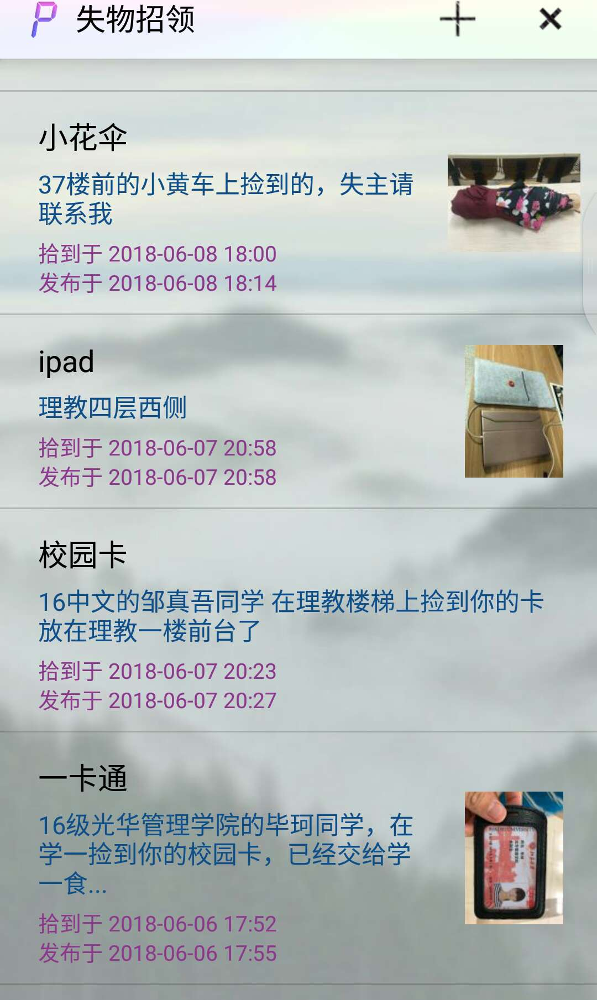 失物招领
小花伞
37楼前的小黄车上捡到的，失主请
联系我
拾到于 2018-06-08 18:00
发布于 2018-06-08 18:14
ipad
理教四层西侧
拾到于 2018-06-07 20:58
发布于 2018-06-07 20:58
校园卡
16中文的邹真吾同学 在理教楼梯上捡到你的卡
放在理教一楼前台了
拾到于 2018-06-07 20:23
发布于 2018-06-07 20:27
一卡通
16级光华管理学院的毕珂同学，在
学一捡到你的校园卡，已经交给学
一食...
拾到于 2018-06-06 17:52
发布于 2018-06-06 17:55